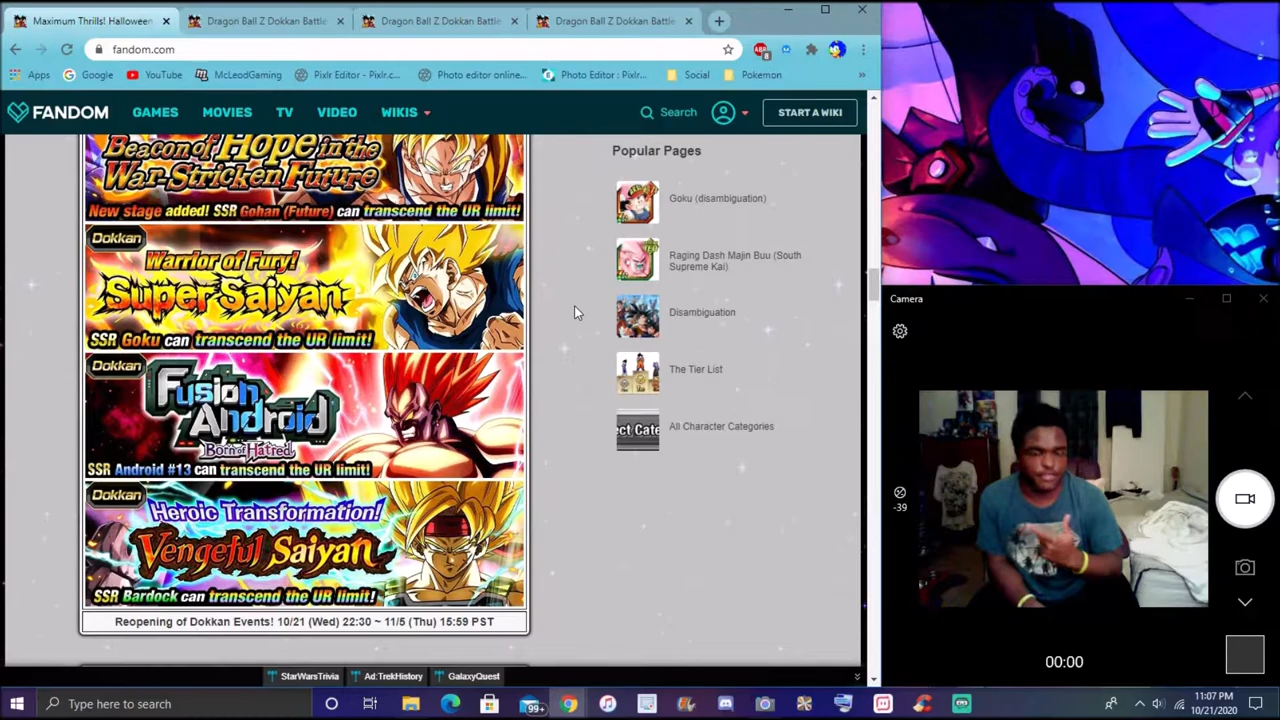 Maximum Thrills! Halloween
Dragon Ball Z Dokkan Battle
Dragon Ball Z Dokkan Battle
Dragon Ball Z Dokkan Battle
fandom.com
ABP
8
Apps
Google
YouTube
McLeodGaming
Pixlr Editor - Pixlr.c...
Photo editor online...
Photo Editor : Pixlr...
Social
Pokemon
»
FANDOM
GAMES
MOVIES
TV
VIDEO
WIKIS
Search
START A WIKI
Beacon of Hope in the
War-Stricken Future
New stage added! SSR Gohan (Future) can transcend the UR limit!
Dokkan
Warrior of Fury!
Super Saiyan
SSR Goku can transcend the UR limit!
Dokkan
Fusion
Android
Born of Hatred
SSR Android #13 can transcend the UR limit!
Dokkan
Heroic Transformation!
Vengeful Saiyan
SSR Bardock can transcend the UR limit!
Reopening of Dokkan Events! 10/21 (Wed) 22:30 ~ 11/5 (Thu) 15:59 PST
Popular Pages
Goku (disambiguation)
Raging Dash Majin Buu (South
Supreme Kai)
Disambiguation
The Tier List
ect Cate
All Character Categories
StarWarsTrivia
Ad:TrekHistory
GalaxyQuest
Camera
-39
00:00
Type here to search
99+
11:07 PM
10/21/2020